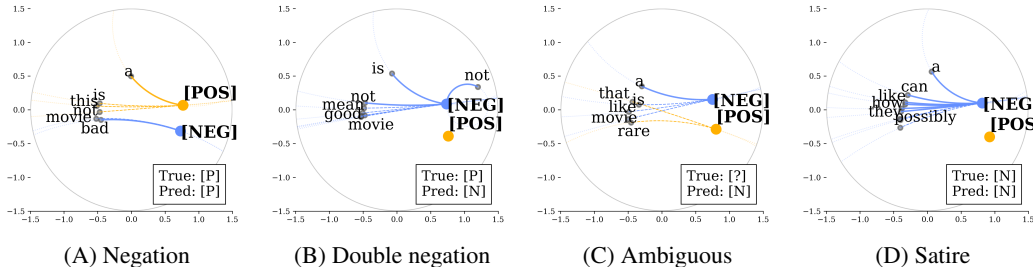 1.5
1.0
0.5
0.0
−0.5
−1.0
−1.5
−1.5 −1.0 −0.5 0.0 0.5 1.0 1.5
a
is
this
not
movie
bad
[POS]
[NEG]
True: [P]
Pred: [P]
(A) Negation
1.5
1.0
0.5
0.0
−0.5
−1.0
−1.5
−1.5 −1.0 −0.5 0.0 0.5 1.0 1.5
is
not
not
mean
good
movie
[NEG]
[POS]
True: [P]
Pred: [N]
(B) Double negation
1.5
1.0
0.5
0.0
−0.5
−1.0
−1.5
−1.5 −1.0 −0.5 0.0 0.5 1.0 1.5
a
that
is
like
movie
rare
[NEG]
[POS]
True: [?]
Pred: [N]
(C) Ambiguous
1.5
1.0
0.5
0.0
−0.5
−1.0
−1.5
−1.5 −1.0 −0.5 0.0 0.5 1.0 1.5
a
can
like
how
they
possibly
[NEG]
[POS]
True: [N]
Pred: [N]
(D) Satire